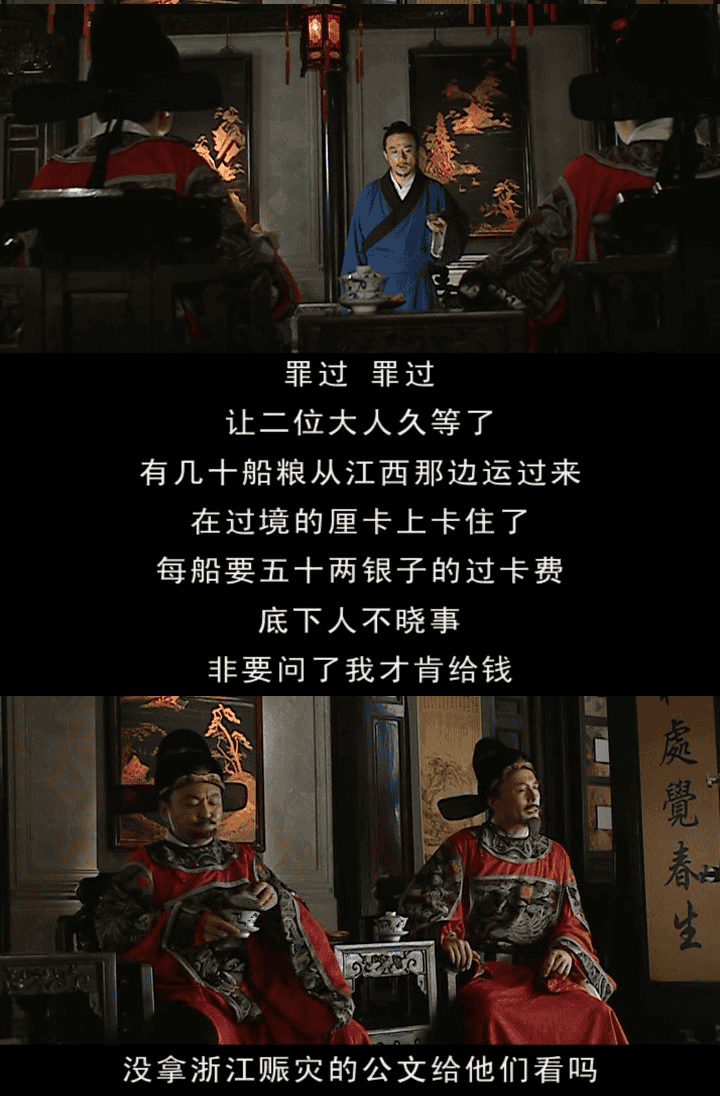 罪过 罪过
让二位大人久等了
有几十船粮从江西那边运过来
在过境的厘卡上卡住了
每船要五十两银子的过卡费
底下人不晓事
非要问了我才肯给钱
處覺春生
没拿浙江赈灾的公文给他们看吗